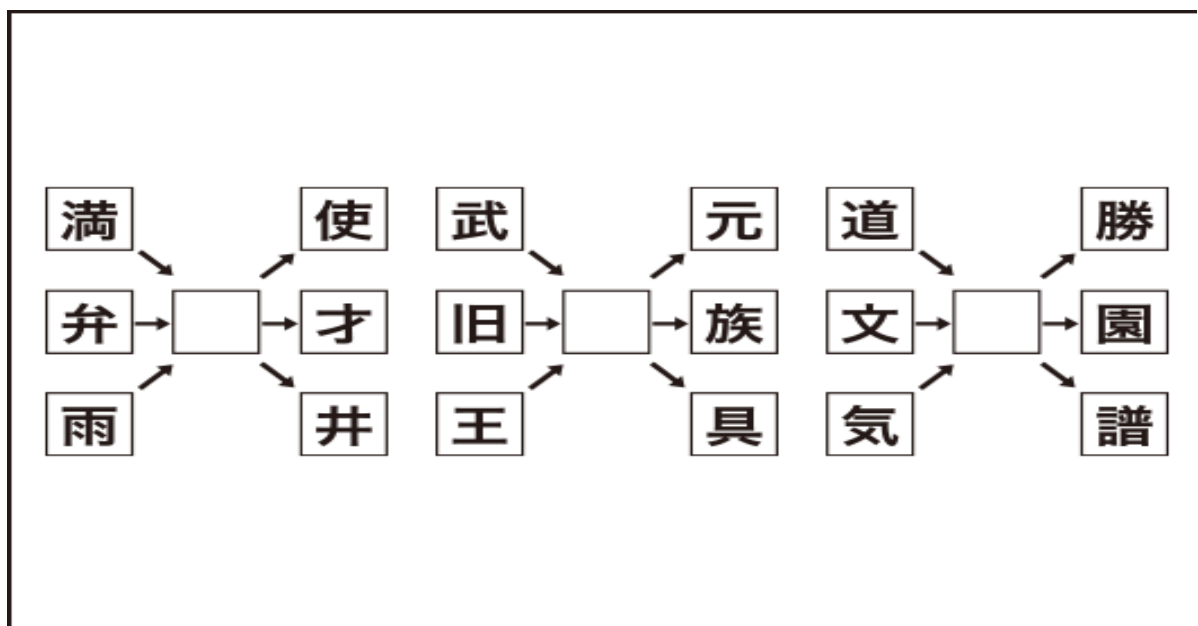 満 使 武 元 道 勝
弁 才 旧 族 文 園
雨 井 王 具 気 譜